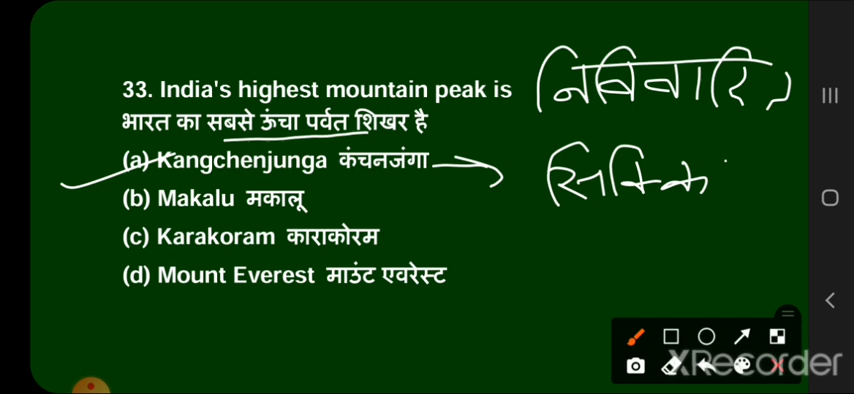 33. India's highest mountain peak is
भारत का सबसे ऊंचा पर्वत शिखर है
(a) Kangchenjunga कंचनजंगा
(b) Makalu मकालू
(c) Karakoram काराकोरम
(d) Mount Everest माउंट एवरेस्ट
XRecorder